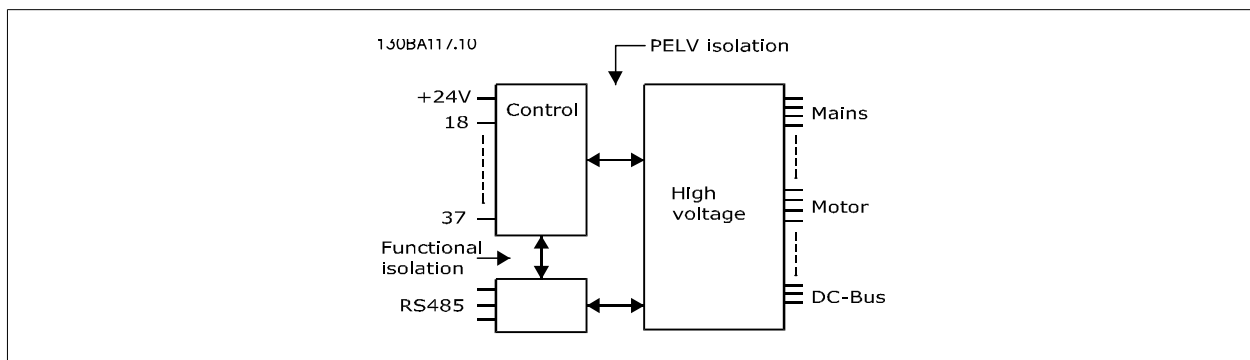 130BA117.10
PELV isolation
+24V
Control
18
Mains
High
voltage
37
Motor
Functional
isolation
RS485
DC-Bus